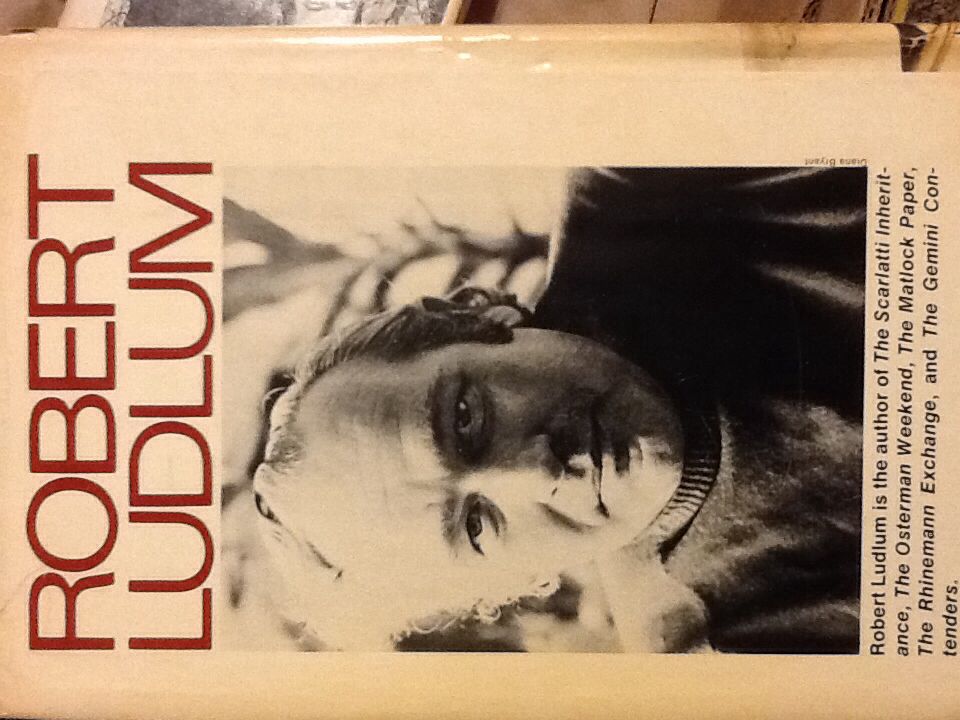 ROBERT
LUDLUM
Diana Bryant
Robert Ludlum is the author of The Scarlatti Inherit-
ance, The Osterman Weekend, The Matlock Paper,
The Rhinemann Exchange, and The Gemini Con-
tenders.